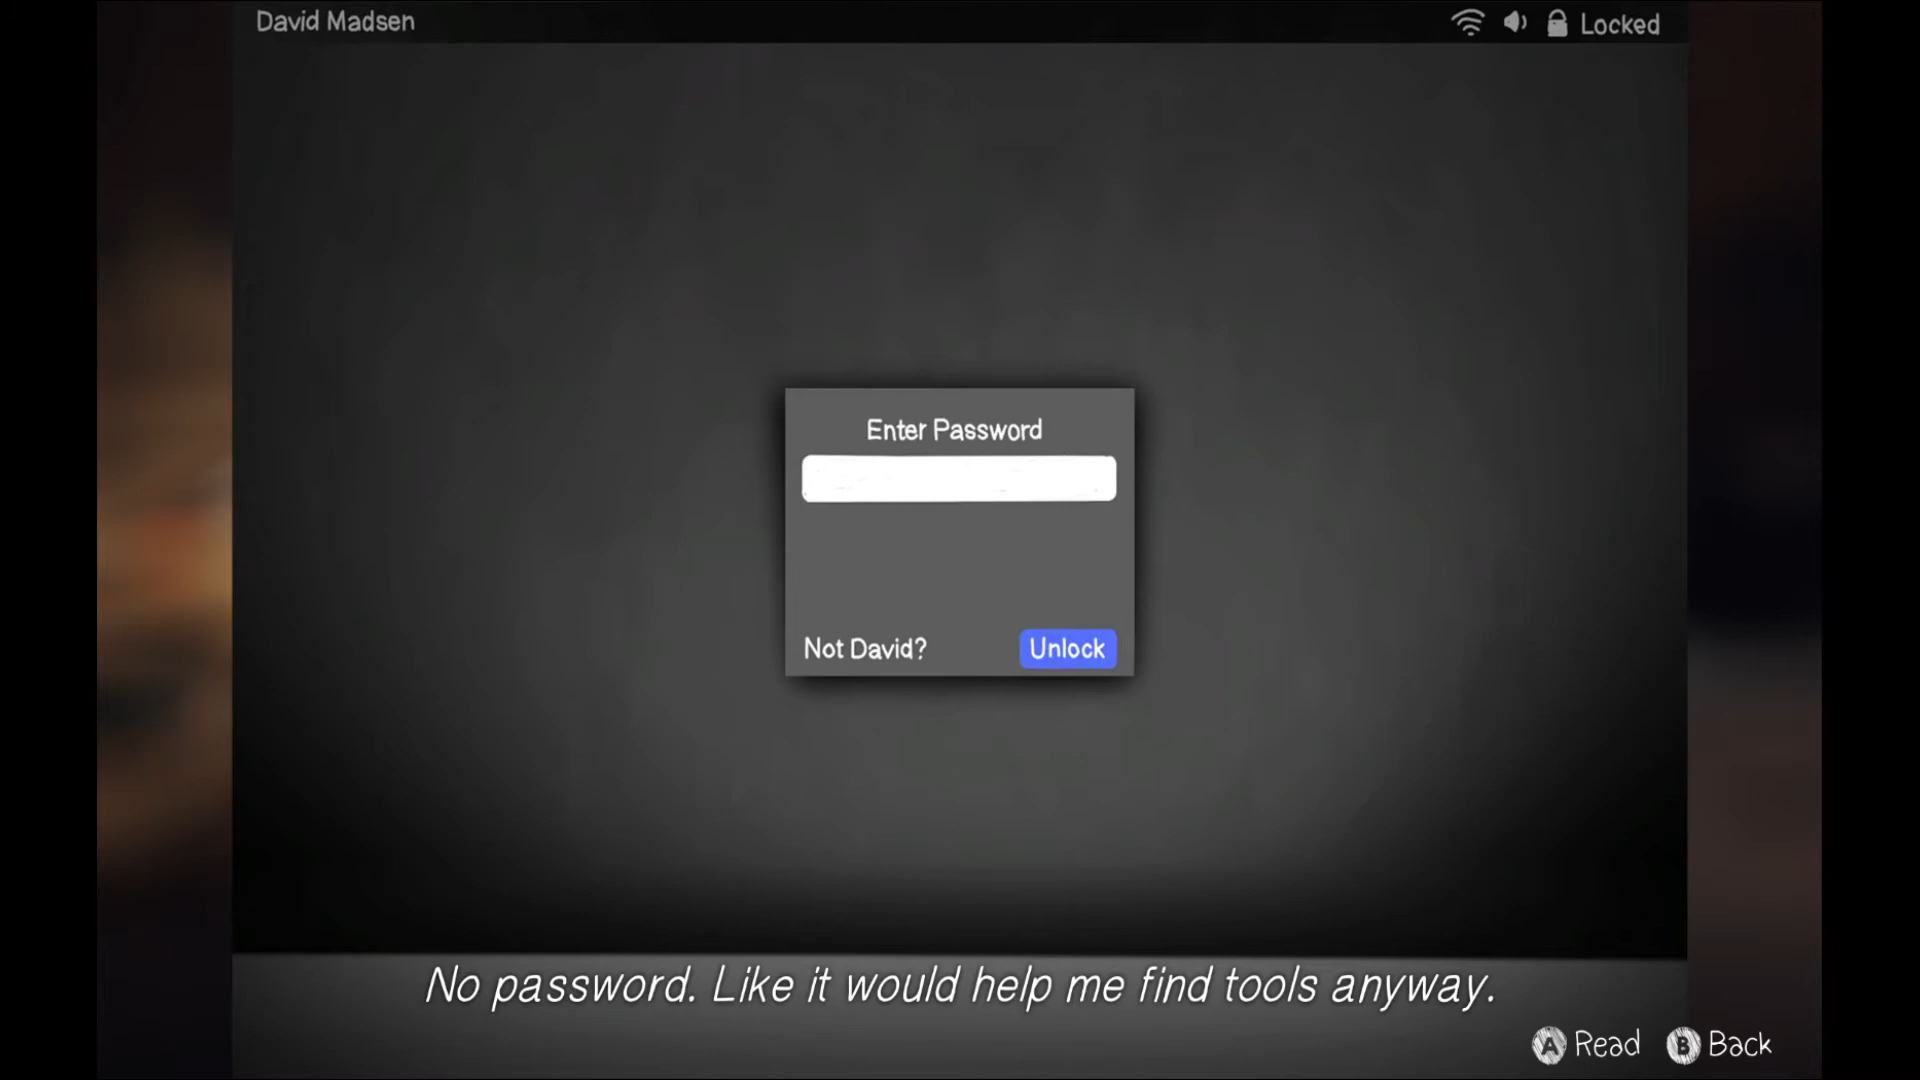 David Madsen
Locked
Enter Password
Not David?
Unlock
No password. Like it would help me find tools anyway.
A Read B Back